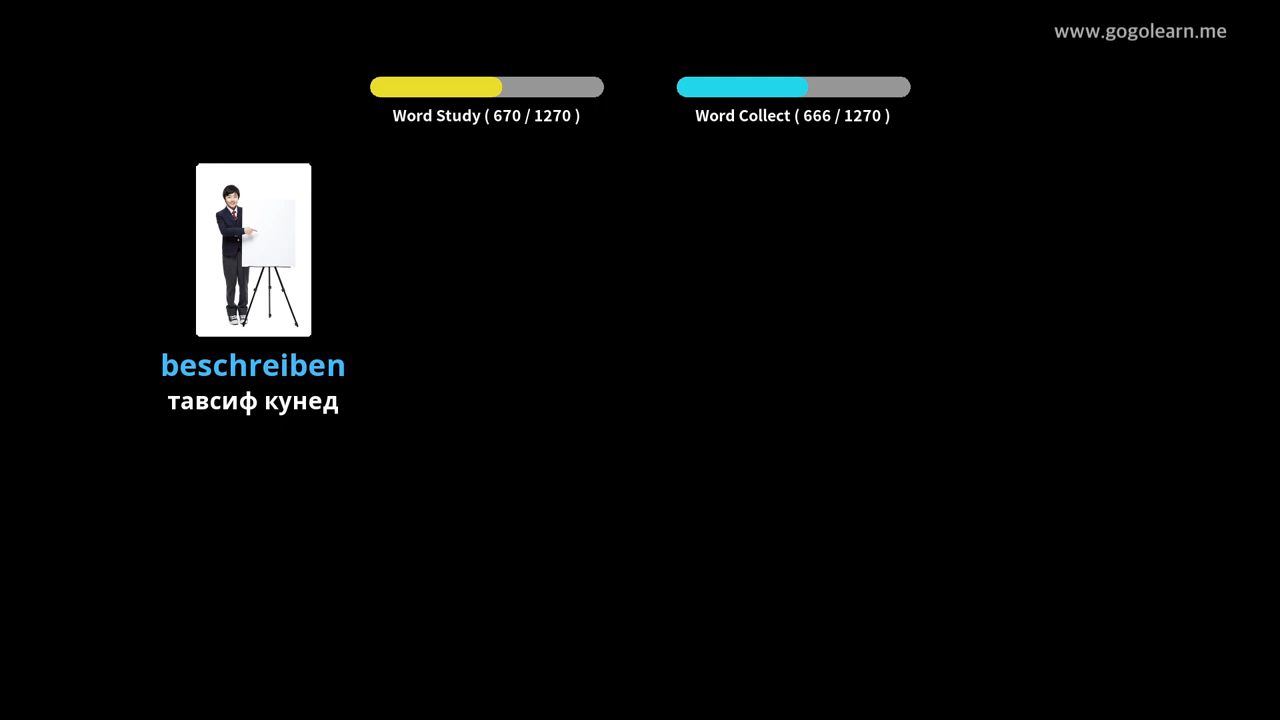 www.gogolearn.me
Word Study ( 670 / 1270 )
Word Collect ( 666 / 1270 )
beschreiben
тавсиф кунед